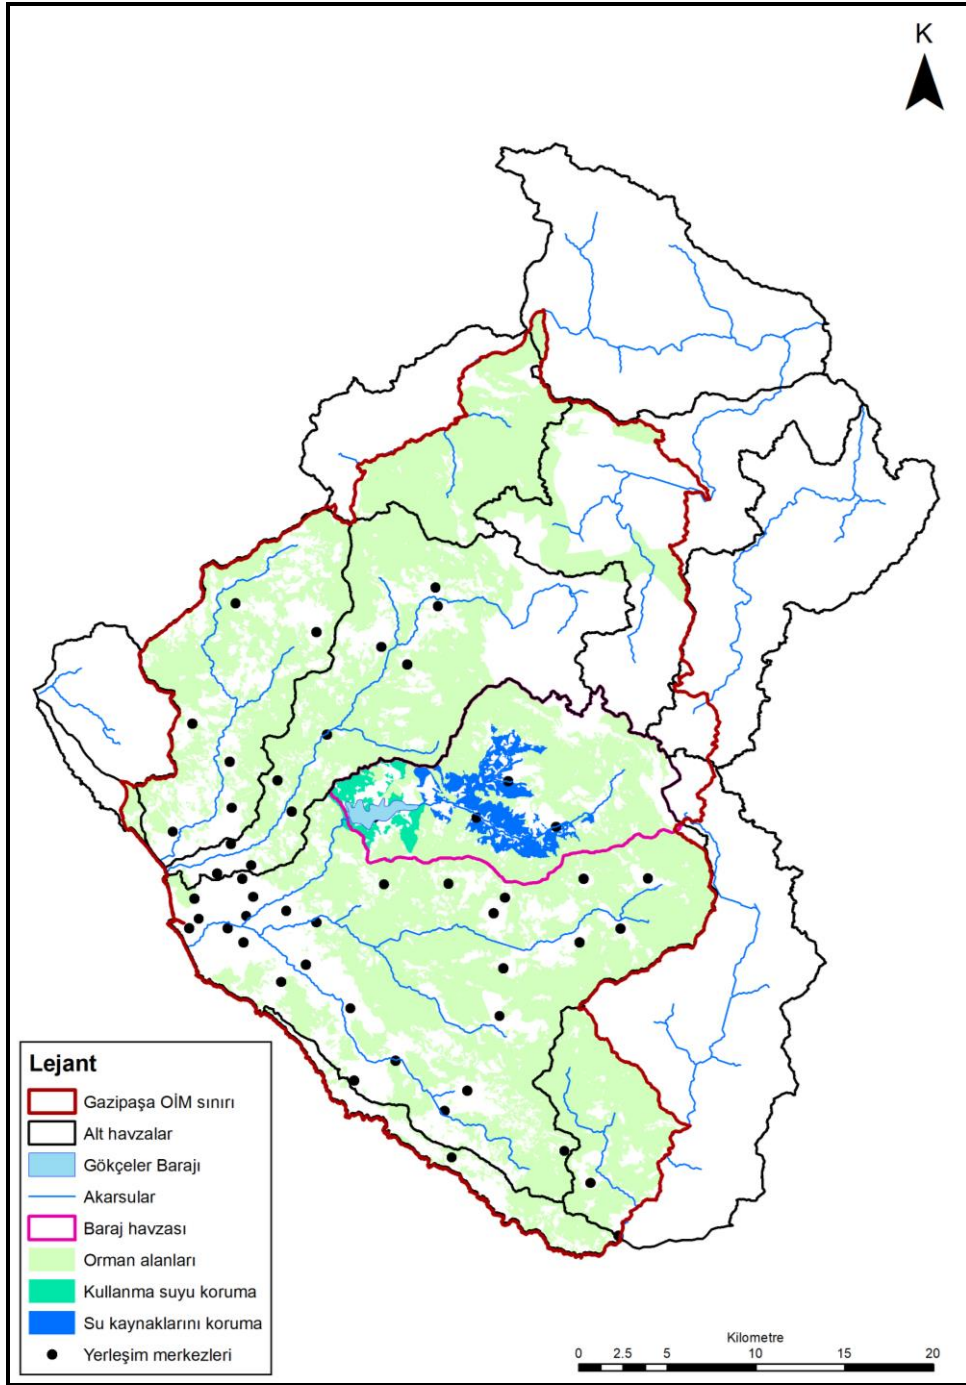 K
Lejant
Gazipaşa OİM sınırı
Alt havzalar
Gökçeler Barajı
Akarsular
Baraj havzası
Orman alanları
Kullanma suyu koruma
Su kaynaklarını koruma
Yerleşim merkezleri
Kilometre
0 2.5 5 10 15 20